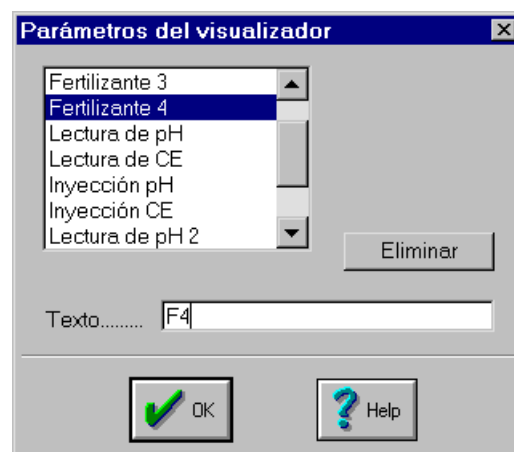 Parámetros del visualizador
Fertilizante 3
Fertilizante 4
Lectura de pH
Lectura de CE
Inyección pH
Inyección CE
Lectura de pH 2
Eliminar
Texto......... F4
OK
? Help